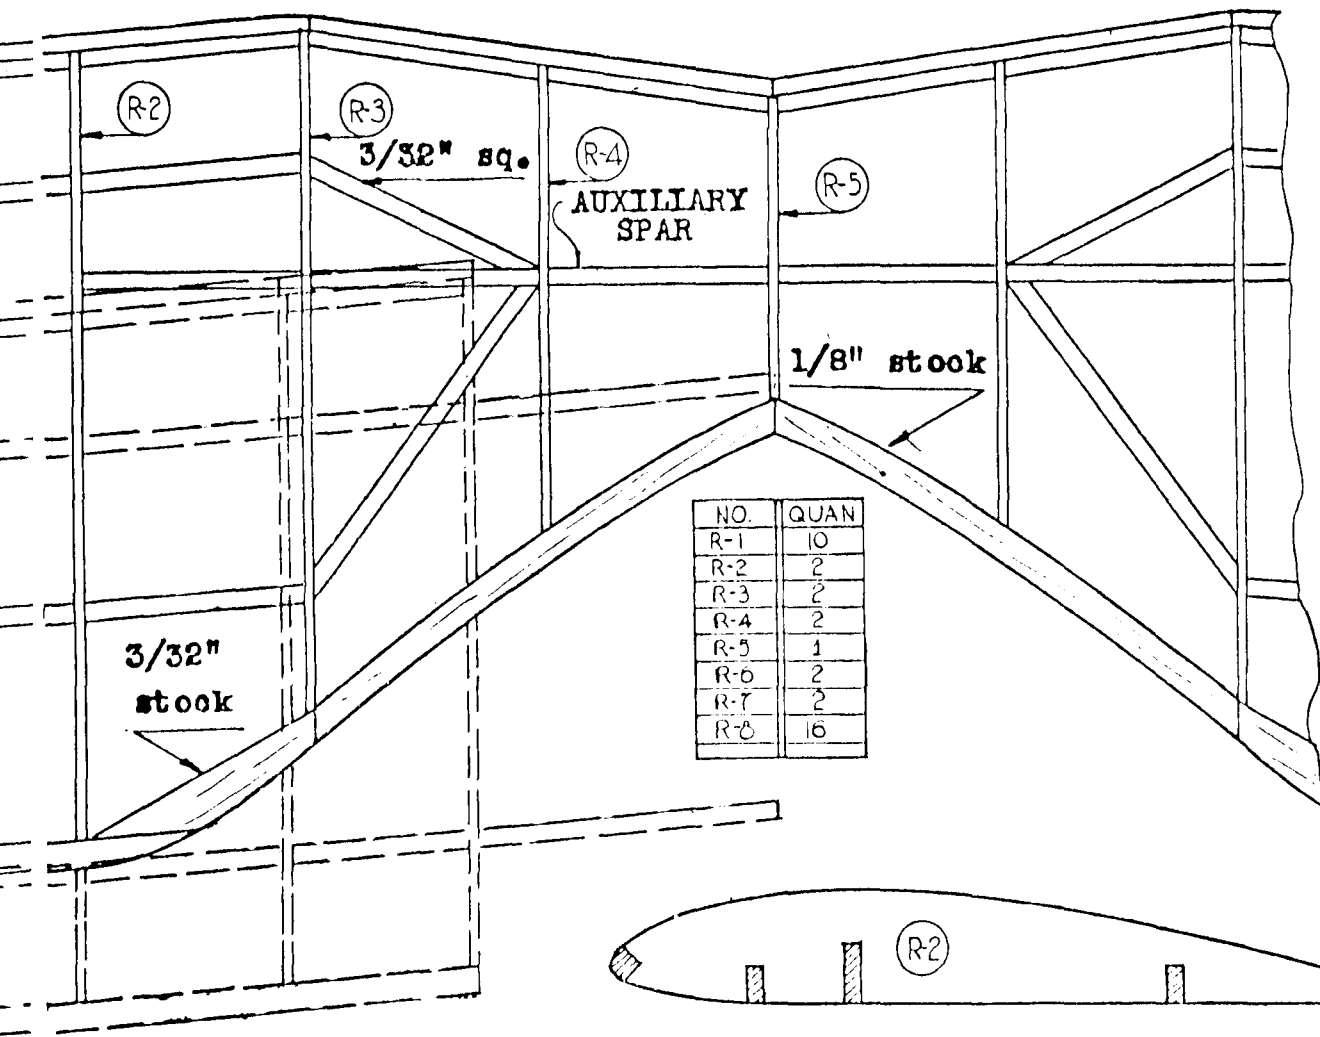 R-2
R-3
3/32" sq.
R-4
AUXILIARY
SPAR
R-5
1/8" stock
NO. QUAN
R-1 10
R-2 2
R-3 2
R-4 2
R-5 1
R-6 2
R-7 2
R-8 16
3/32"
stock
R-2